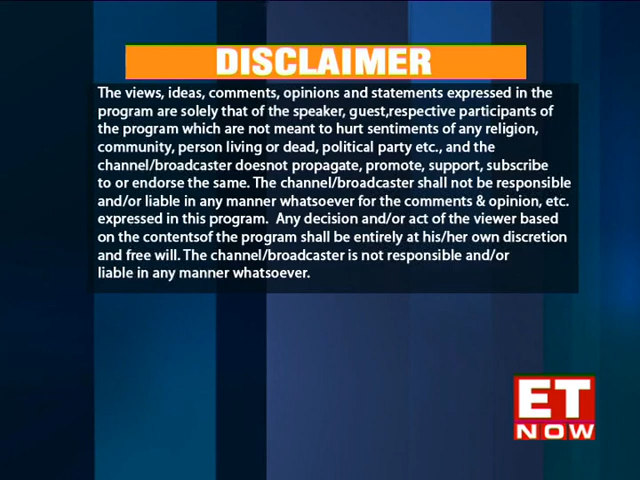 DISCLAIMER
The views, ideas, comments, opinions and statements expressed in the
program are solely that of the speaker, guest,respective participants of
the program which are not meant to hurt sentiments of any religion,
community, person living or dead, political party etc., and the
channel/broadcaster doesnot propagate, promote, support, subscribe
to or endorse the same. The channel/broadcaster shall not be responsible
and/or liable in any manner whatsoever for the comments & opinion, etc.
expressed in this program. Any decision and/or act of the viewer based
on the contentsof the program shall be entirely at his/her own discretion
and free will. The channel/broadcaster is not responsible and/or
liable in any manner whatsoever.
ET
NOW